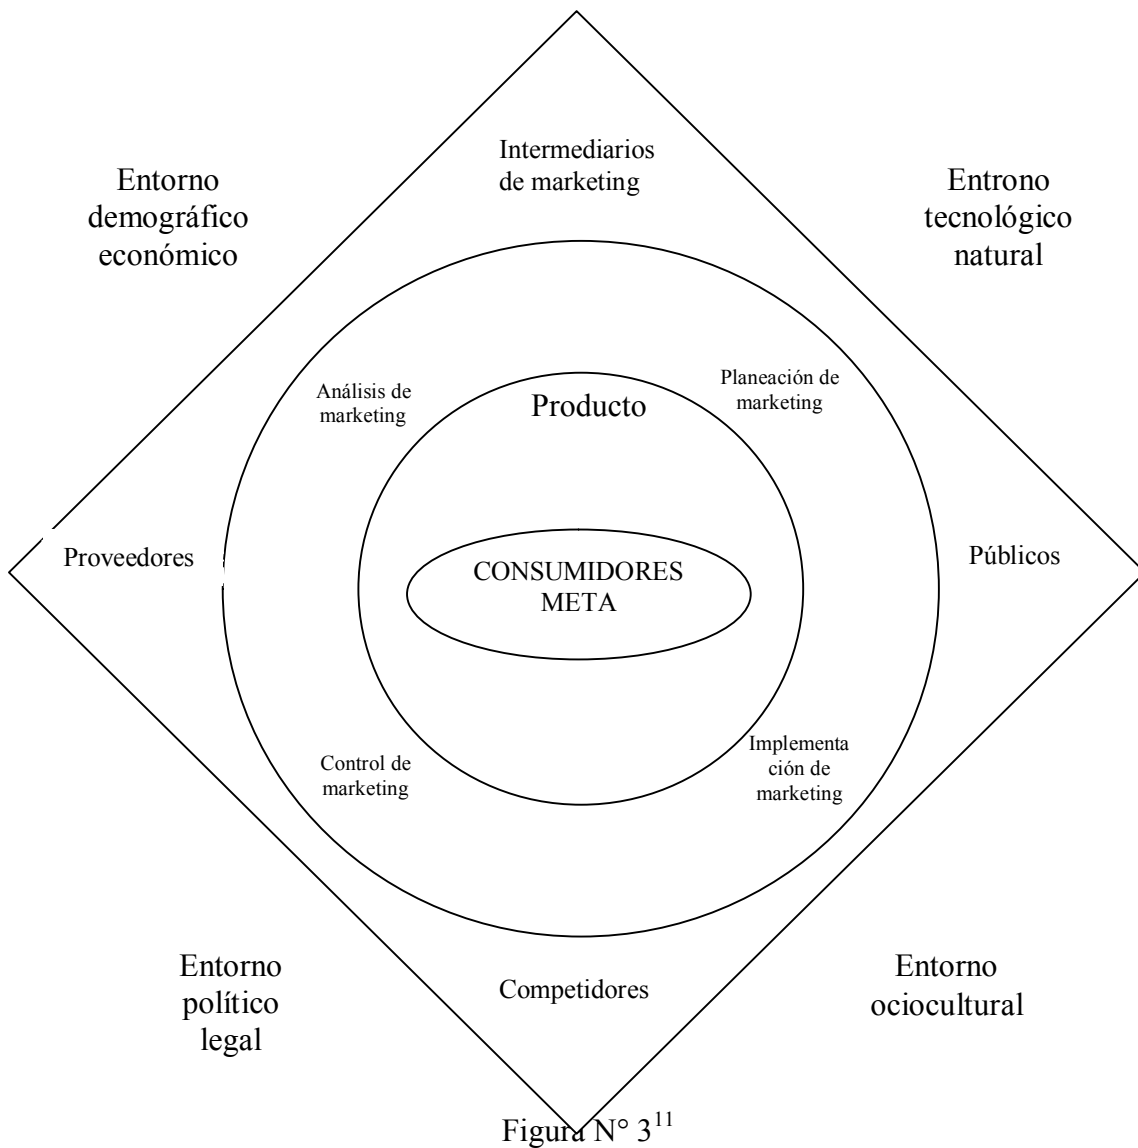 Intermediarios
de marketing
Entorno
demográfico
económico
Entrono
tecnológico
natural
Análisis de
marketing
Planeación de
marketing
Producto
Proveedores
CONSUMIDORES
META
Públicos
Control de
marketing
Implementa
ción de
marketing
Entorno
político
legal
Competidores
Entorno
ociocultural
Figura N° 3¹¹